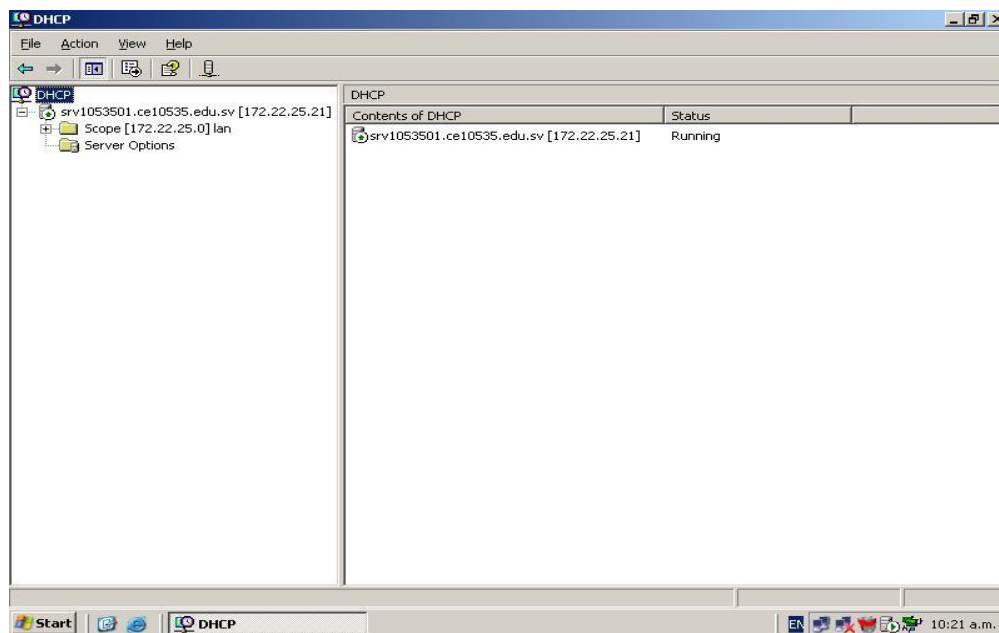 DHCP
File Action View Help
DHCP
srv1053501.ce10535.edu.sv [172.22.25.21]
Scope [172.22.25.0] lan
Server Options
DHCP
Contents of DHCP Status
srv1053501.ce10535.edu.sv [172.22.25.21] Running
Start DHCP EN 10:21 a.m.